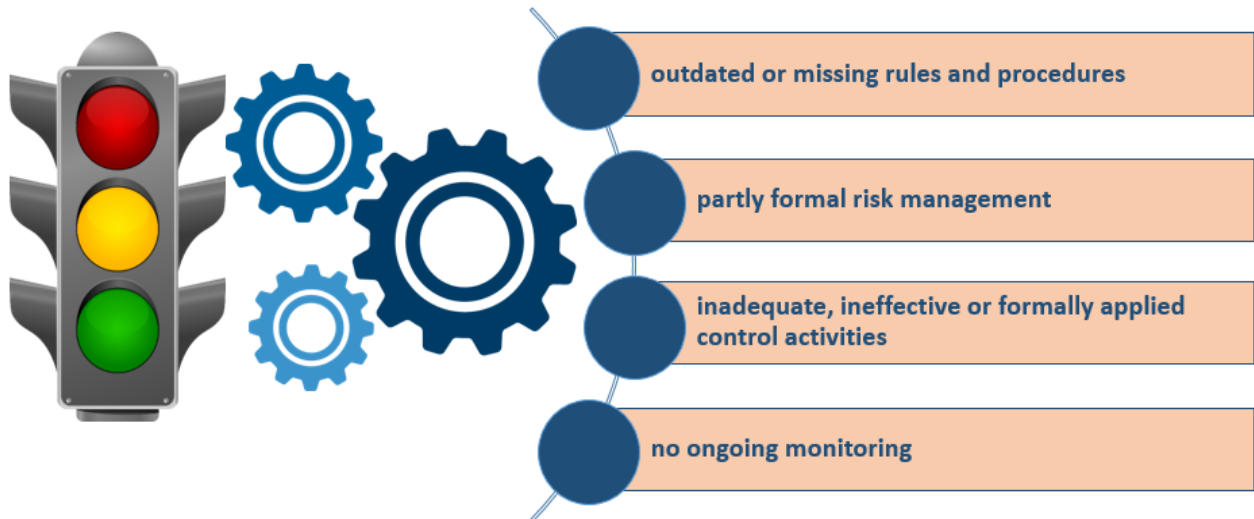 outdated or missing rules and procedures
partly formal risk management
inadequate, ineffective or formally applied
control activities
no ongoing monitoring